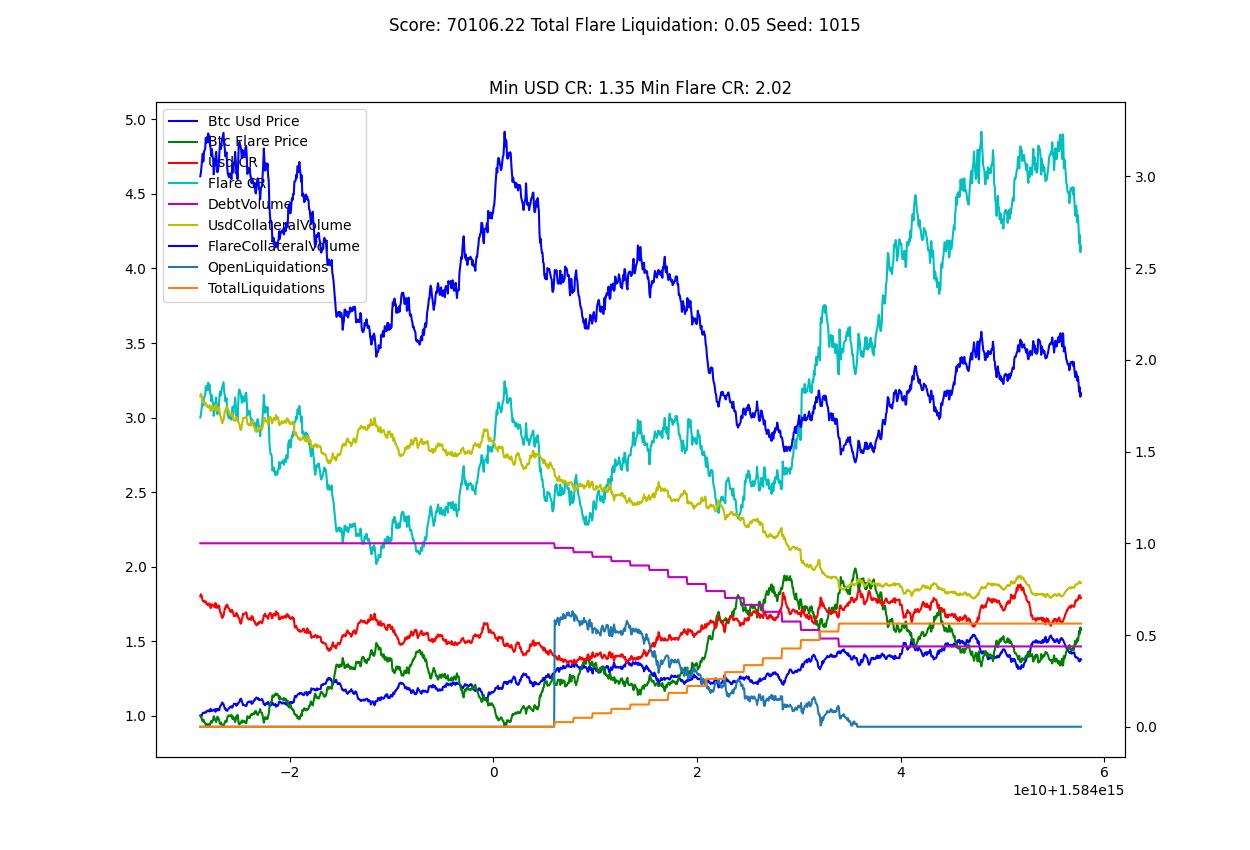 Score: 70106.22 Total Flare Liquidation: 0.05 Seed: 1015
Min USD CR: 1.35 Min Flare CR: 2.02
Btc Usd Price
Btc Flare Price
Usd CR
Flare CR
DebtVolume
UsdCollateralVolume
FlareCollateralVolume
OpenLiquidations
TotalLiquidations
5.0
4.5
4.0
3.5
3.0
2.5
2.0
1.5
1.0
3.0
2.5
2.0
1.5
1.0
0.5
0.0
−2 0 2 4 6
1e10+1.584e15